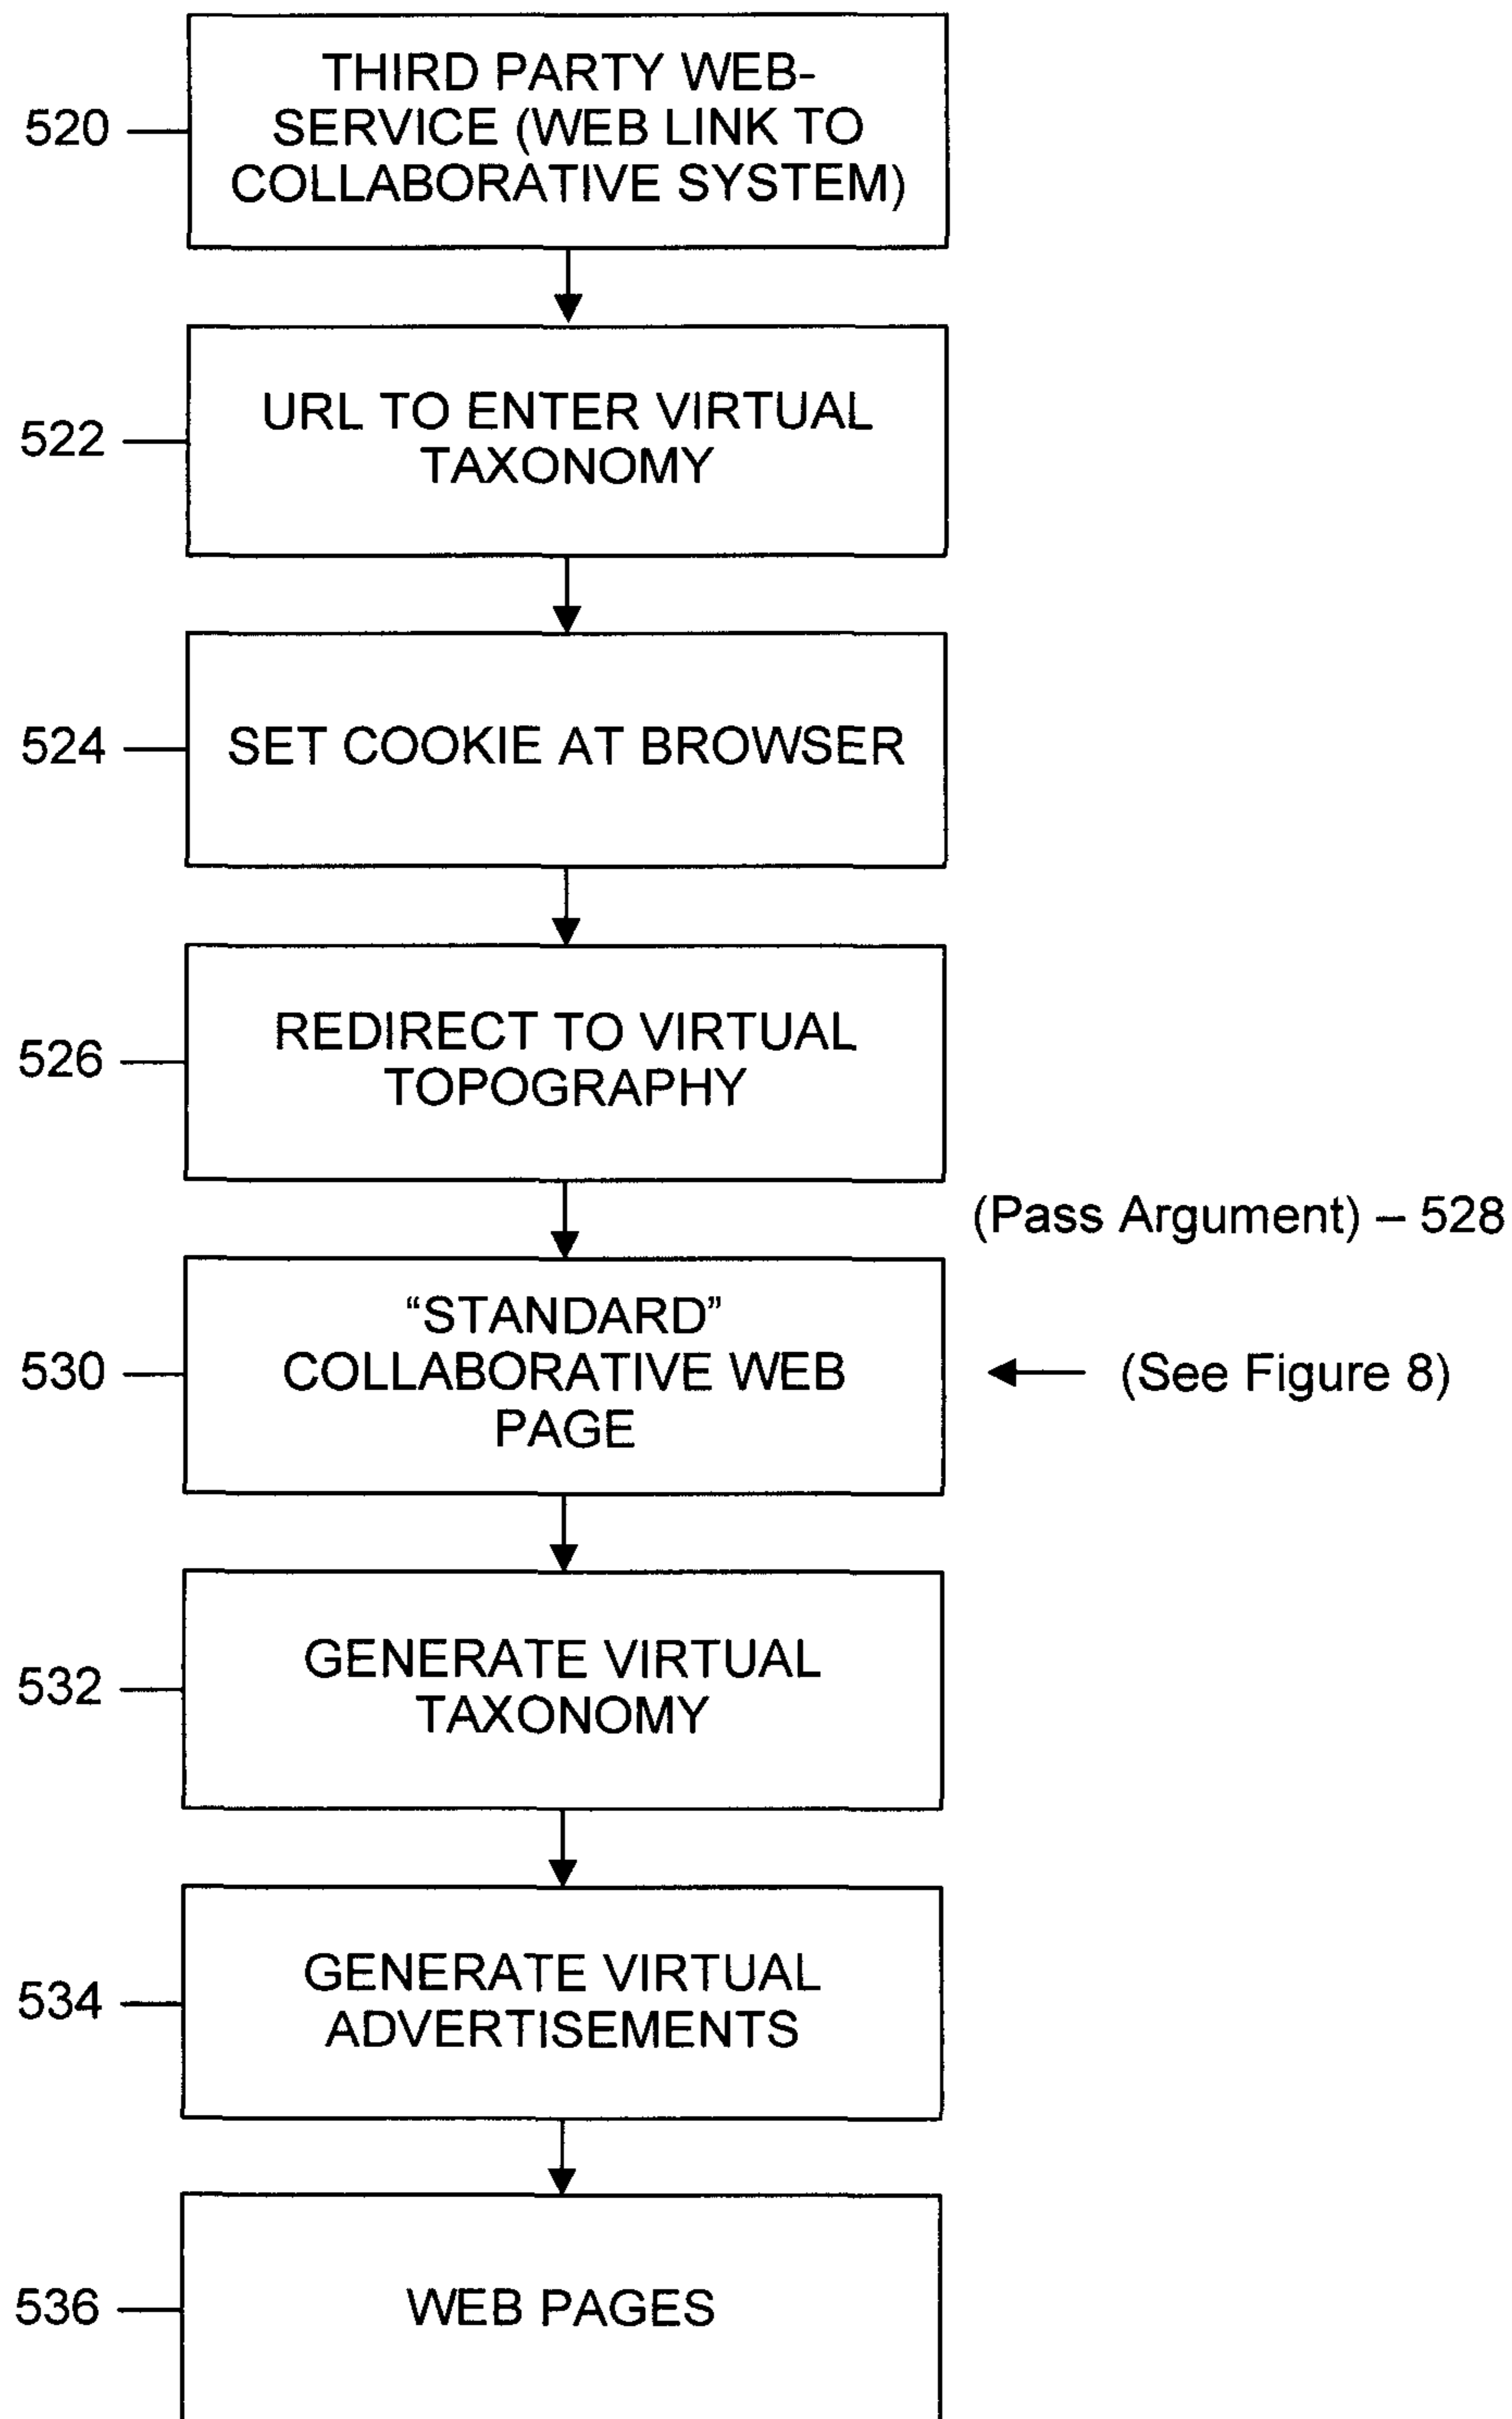 THIRD PARTY WEB-
SERVICE (WEB LINK TO
COLLABORATIVE SYSTEM)
520
URL TO ENTER VIRTUAL
TAXONOMY
522
SET COOKIE AT BROWSER
524
REDIRECT TO VIRTUAL
TOPOGRAPHY
526
(Pass Argument) – 528
“STANDARD”
COLLABORATIVE WEB
PAGE
530
(See Figure 8)
GENERATE VIRTUAL
TAXONOMY
532
GENERATE VIRTUAL
ADVERTISEMENTS
534
WEB PAGES
536